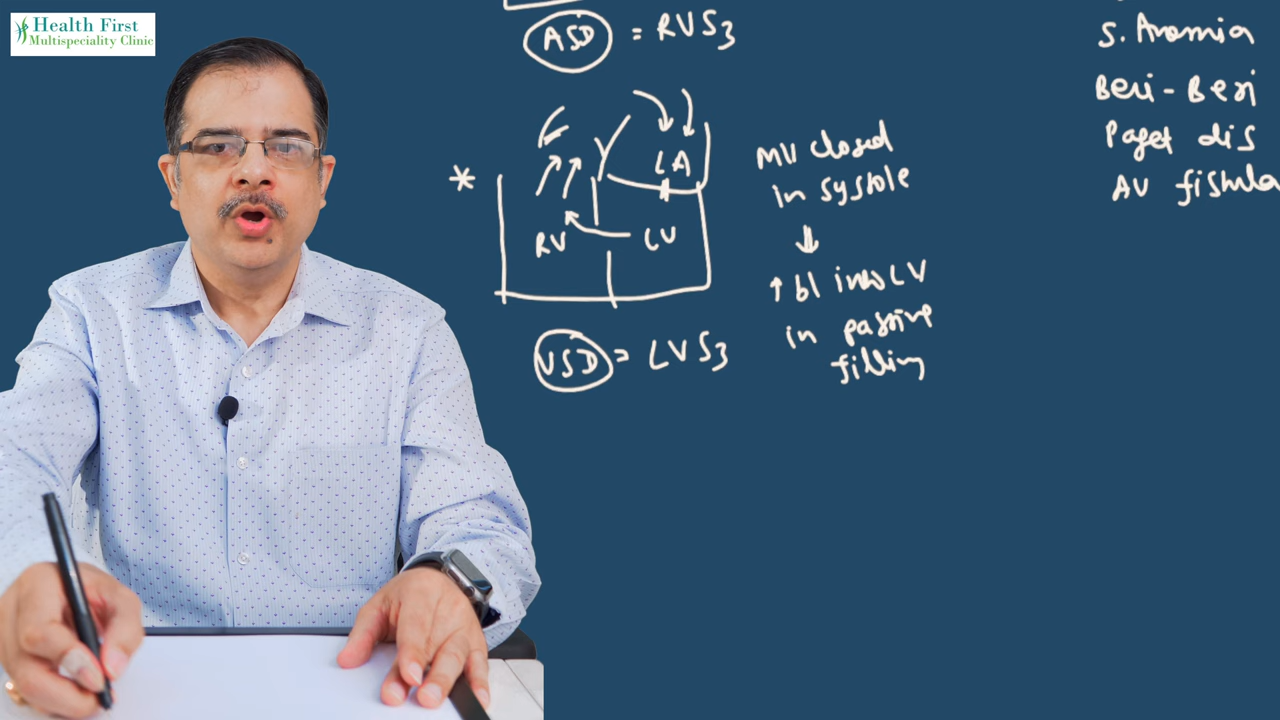 Health First
Multispeciality Clinic
ASD = RVS3
LA
RV
LV
VSD = LVS3
MV closed
in systole
↓
↑ bl into LV
in passive
filling
S. Anemia
Beri-Beri
Paget dis
AV fistula